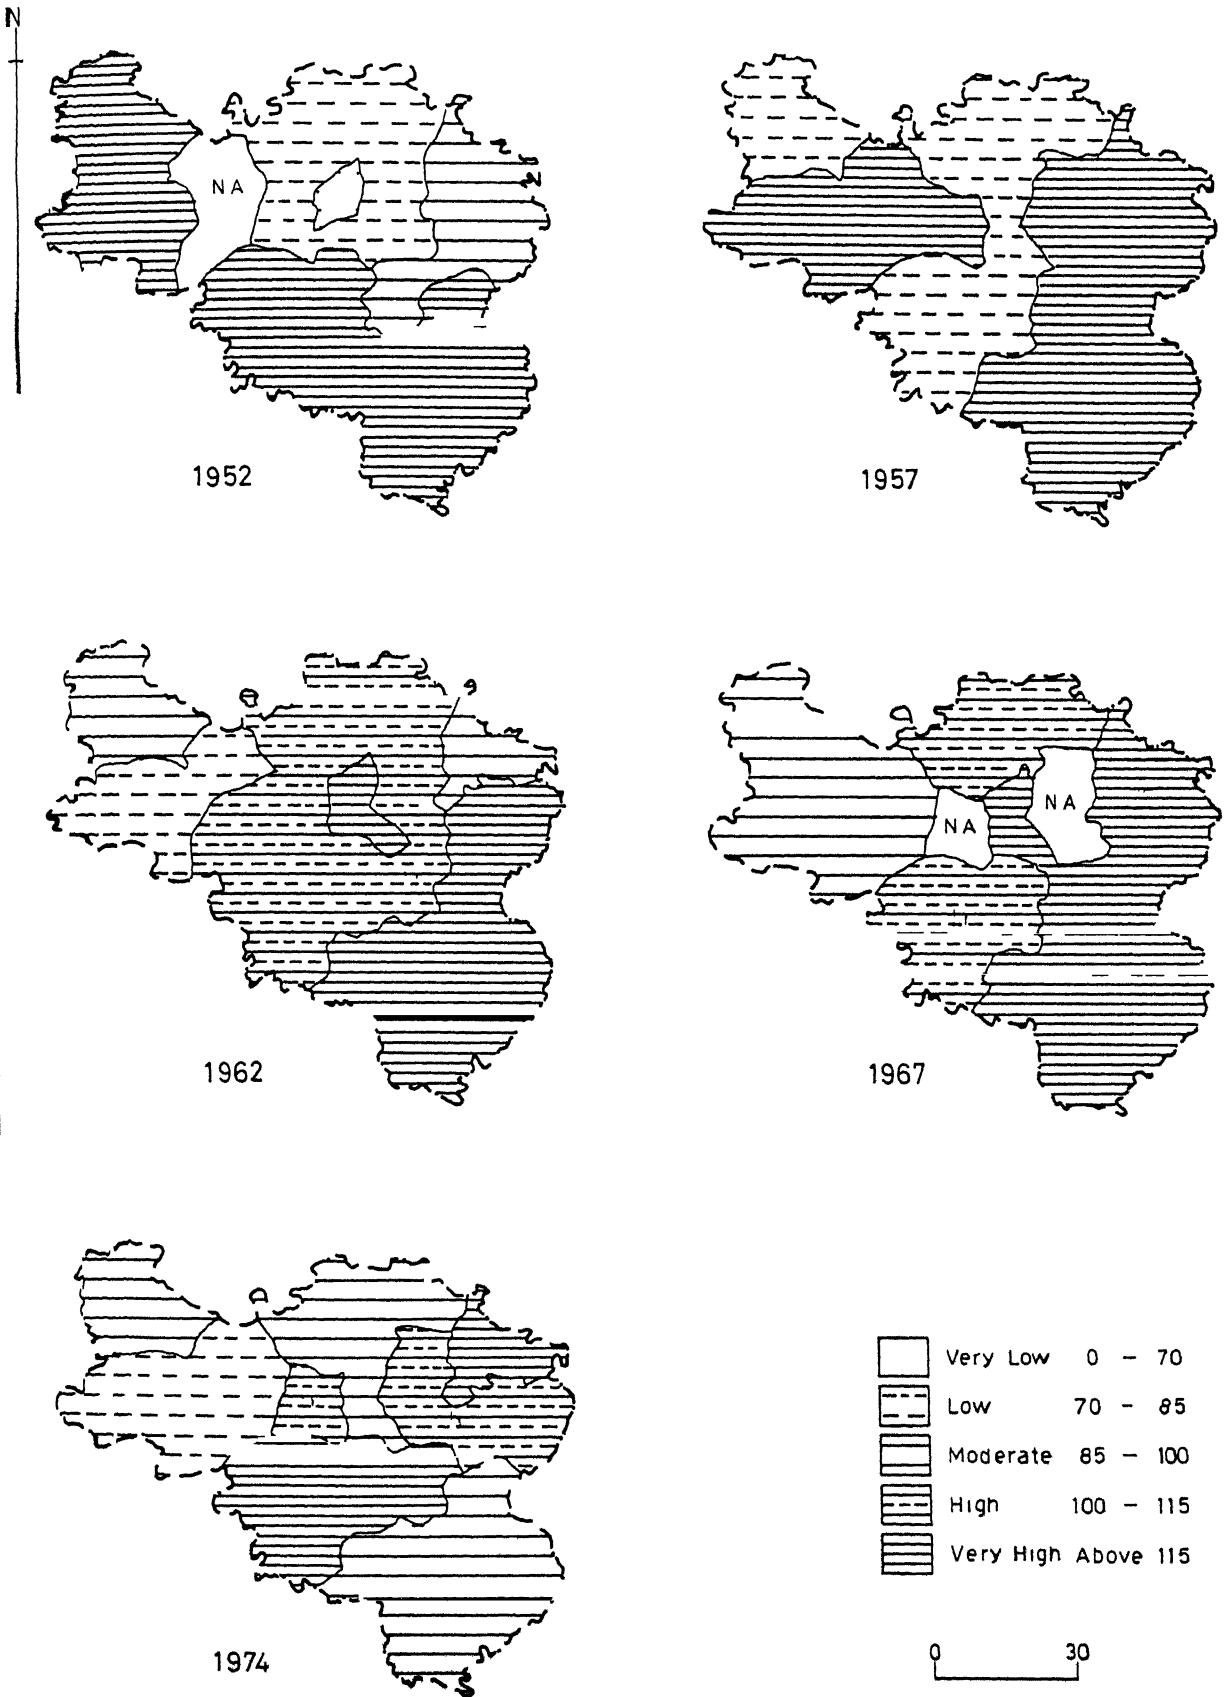 N
NA
1952
1957
1962
NA
NA
1967
1974
Very Low 0 – 70
Low 70 – 85
Moderate 85 – 100
High 100 – 115
Very High Above 115
0 30